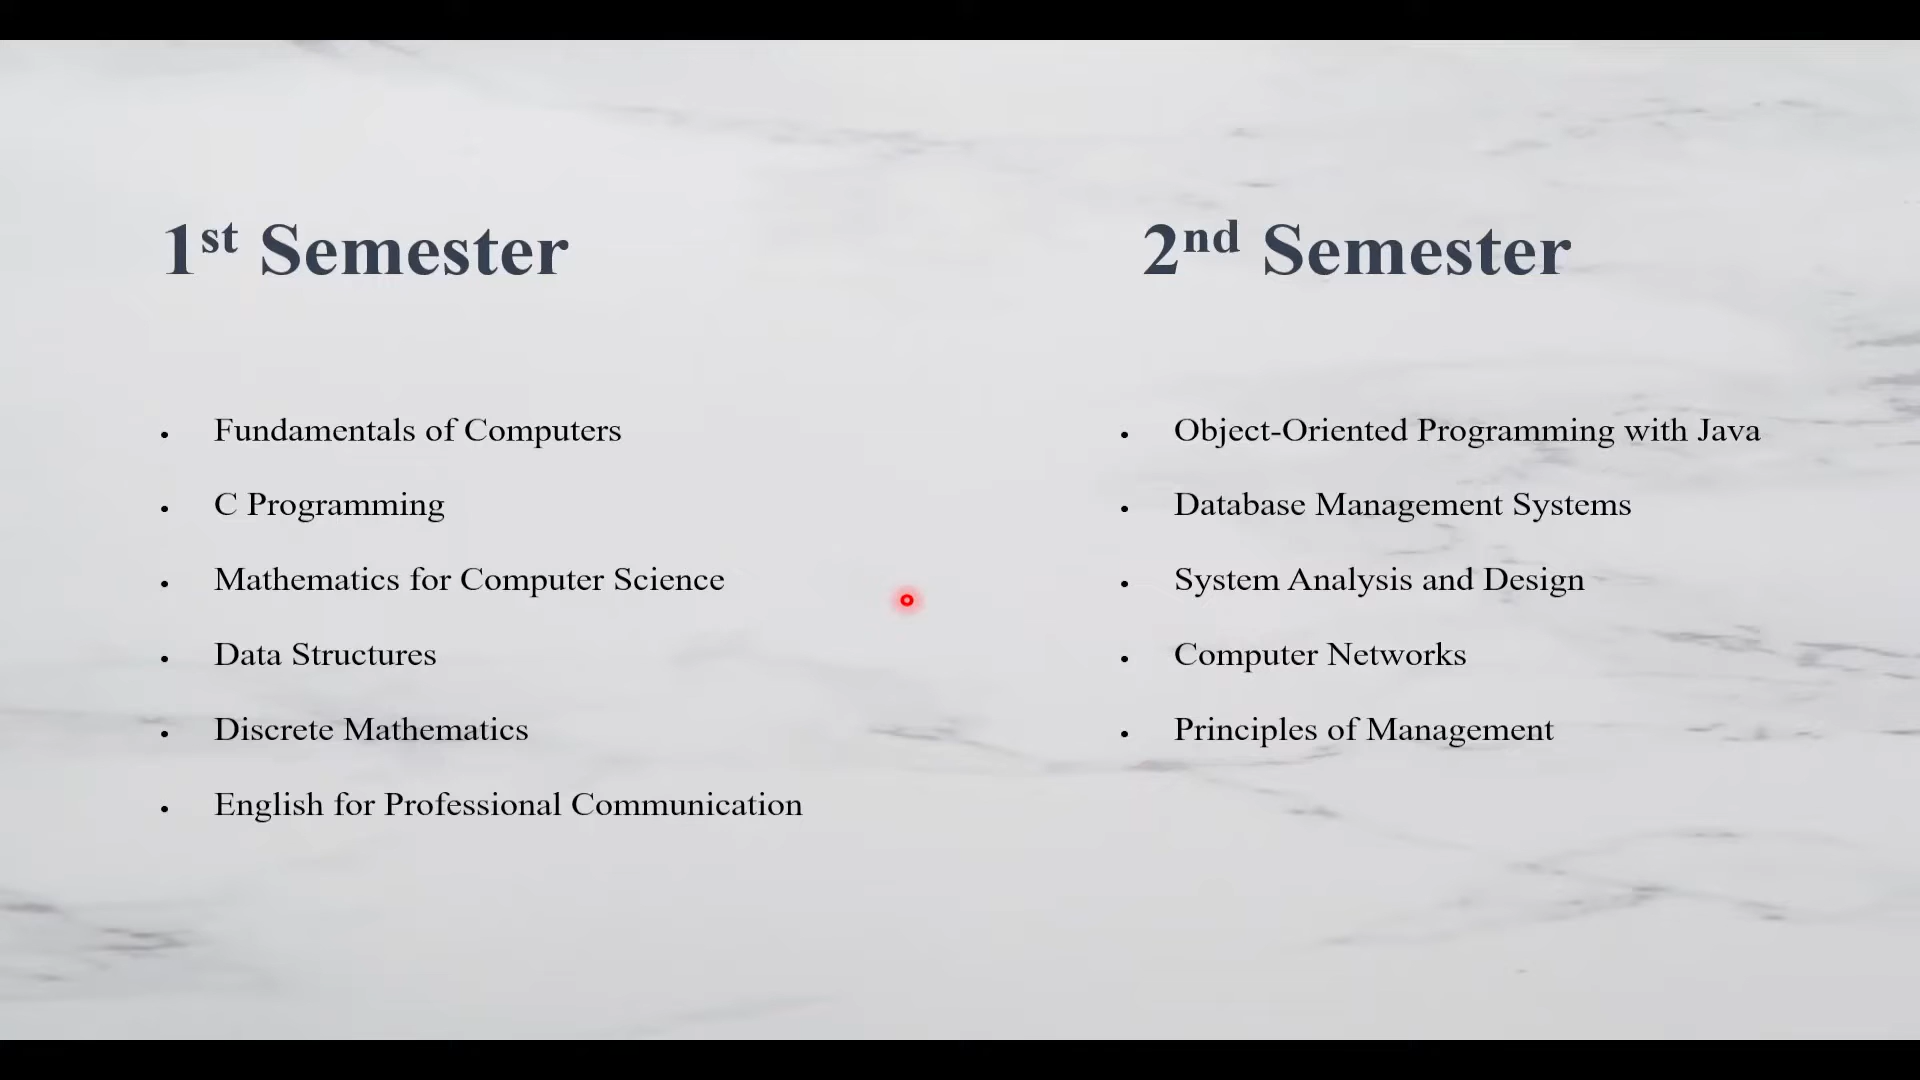 1st Semester
• Fundamentals of Computers
• C Programming
• Mathematics for Computer Science
• Data Structures
• Discrete Mathematics
• English for Professional Communication
2nd Semester
• Object-Oriented Programming with Java
• Database Management Systems
• System Analysis and Design
• Computer Networks
• Principles of Management